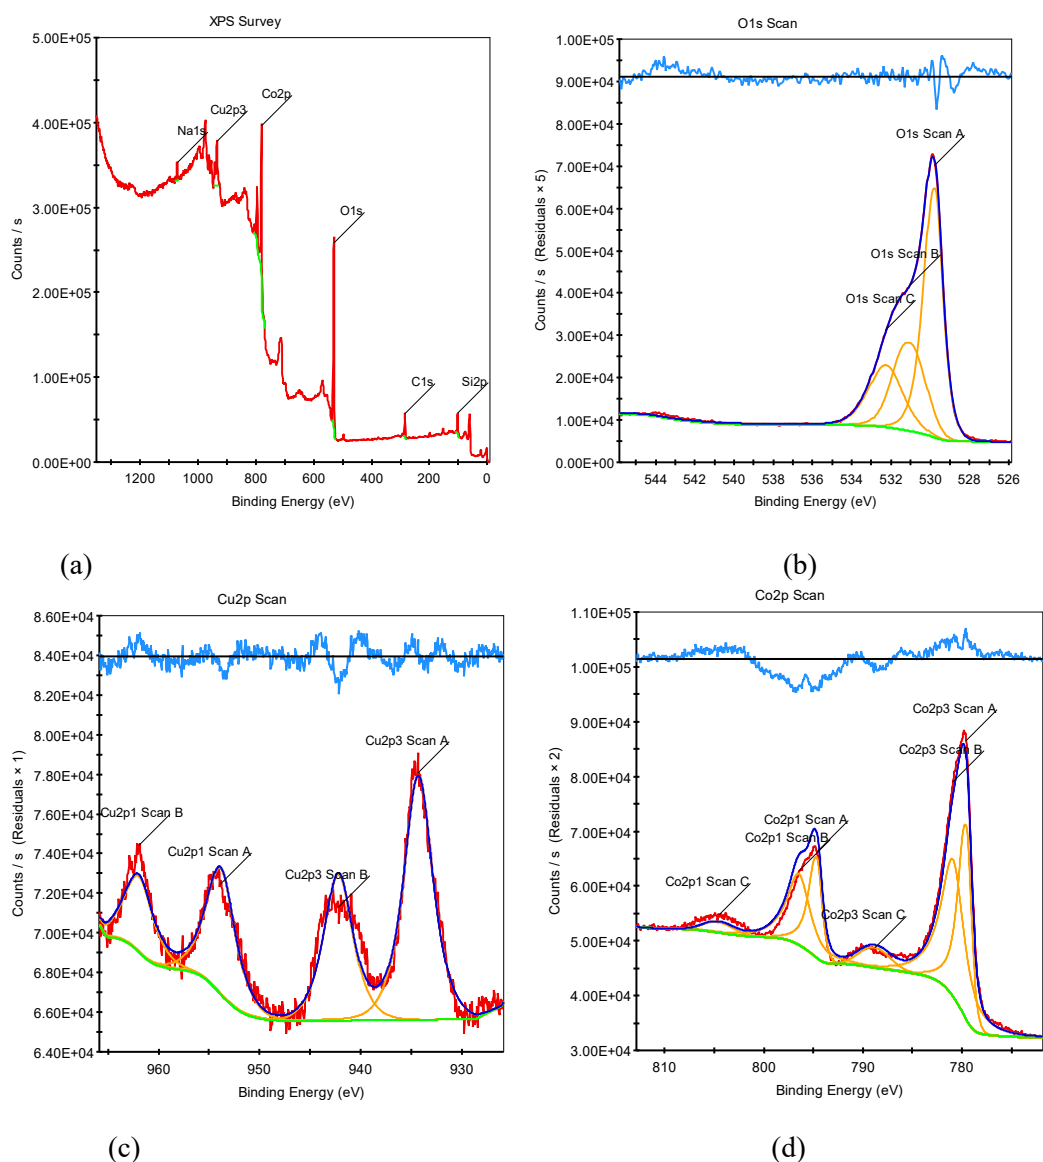 XPS Survey
5.00E+05
4.00E+05
3.00E+05
2.00E+05
1.00E+05
0.00E+00
Counts / s
Na1s
Cu2p3
Co2p
O1s
C1s
Si2p
1200 1000 800 600 400 200 0
Binding Energy (eV)
(a)
O1s Scan
1.00E+05
9.00E+04
8.00E+04
7.00E+04
6.00E+04
5.00E+04
4.00E+04
3.00E+04
2.00E+04
1.00E+04
0.00E+00
Counts / s (Residuals × 5)
O1s Scan A
O1s Scan B
O1s Scan C
544 542 540 538 536 534 532 530 528 526
Binding Energy (eV)
(b)
Cu2p Scan
8.60E+04
8.40E+04
8.20E+04
8.00E+04
7.80E+04
7.60E+04
7.40E+04
7.20E+04
7.00E+04
6.80E+04
6.60E+04
6.40E+04
Counts / s (Residuals × 1)
Cu2p3 Scan A
Cu2p1 Scan B
Cu2p1 Scan A
Cu2p3 Scan B
960 950 940 930
Binding Energy (eV)
(c)
Co2p Scan
1.10E+05
1.00E+05
9.00E+04
8.00E+04
7.00E+04
6.00E+04
5.00E+04
4.00E+04
3.00E+04
Counts / s (Residuals × 2)
Co2p3 Scan A
Co2p3 Scan B
Co2p1 Scan A
Co2p1 Scan B
Co2p1 Scan C
Co2p3 Scan C
810 800 790 780
Binding Energy (eV)
(d)